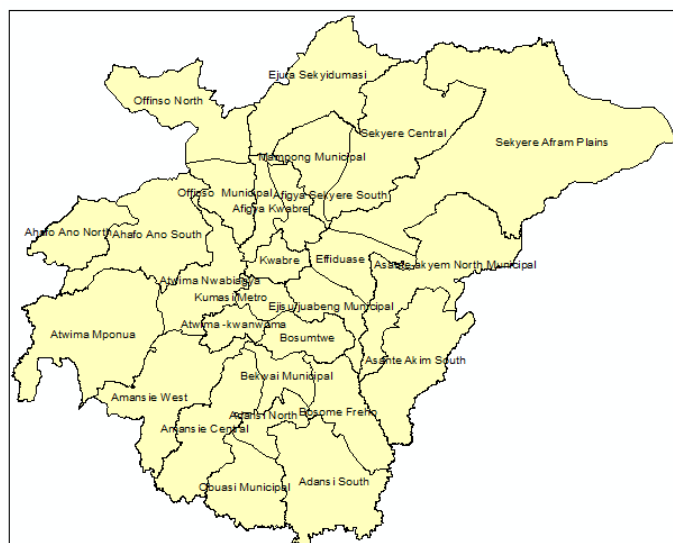 Ejura Sekyidumasi
Offinso North
Sekyere Central
Sekyere Afram Plains
Mampong Municipal
Offinso Municipal
Afigya Sekyere South
Afigya Kwabre
Ahafo Ano North
Ahafo Ano South
Kwabre
Effiduase
Asante-akyem North Municipal
Atwima Nwabiagya
Kumasi Metro
Ejisu/juabeng Municipal
Atwima -kwanwama
Atwima Mponua
Bosumtwe
Asante Akim South
Bekwai Municipal
Amansie West
Adansi North
Bosome Freho
Amansie Central
Obuasi Municipal
Adansi South